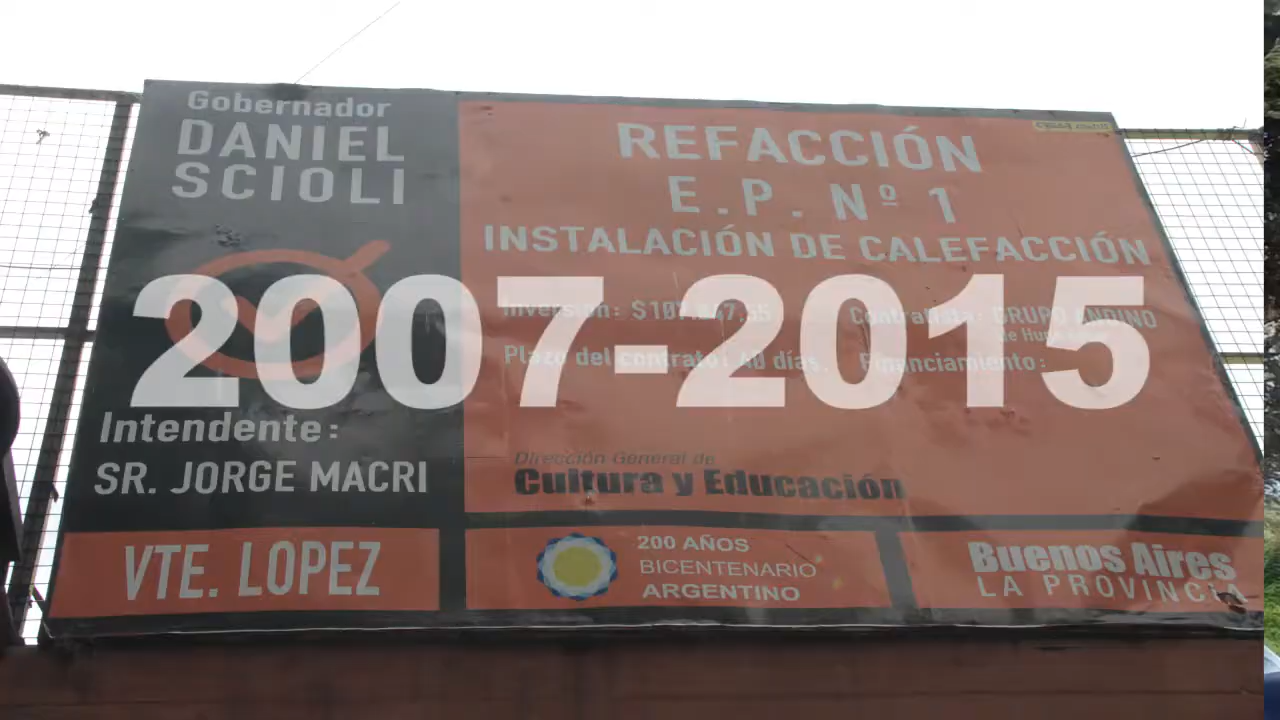 Gobernador
DANIEL
SCIOLI
REFACCIÓN
E.P. Nº 1
INSTALACIÓN DE CALEFACCIÓN
2007-2015
Inversión:
Contratista: GRUPO ANDINO
Plazo del contrato: 40 días.
Financiamiento:
Intendente:
SR. JORGE MACRI
Dirección General de
Cultura y Educación
VTE. LOPEZ
200 AÑOS
BICENTENARIO
ARGENTINO
Buenos Aires
LA PROVINCIA